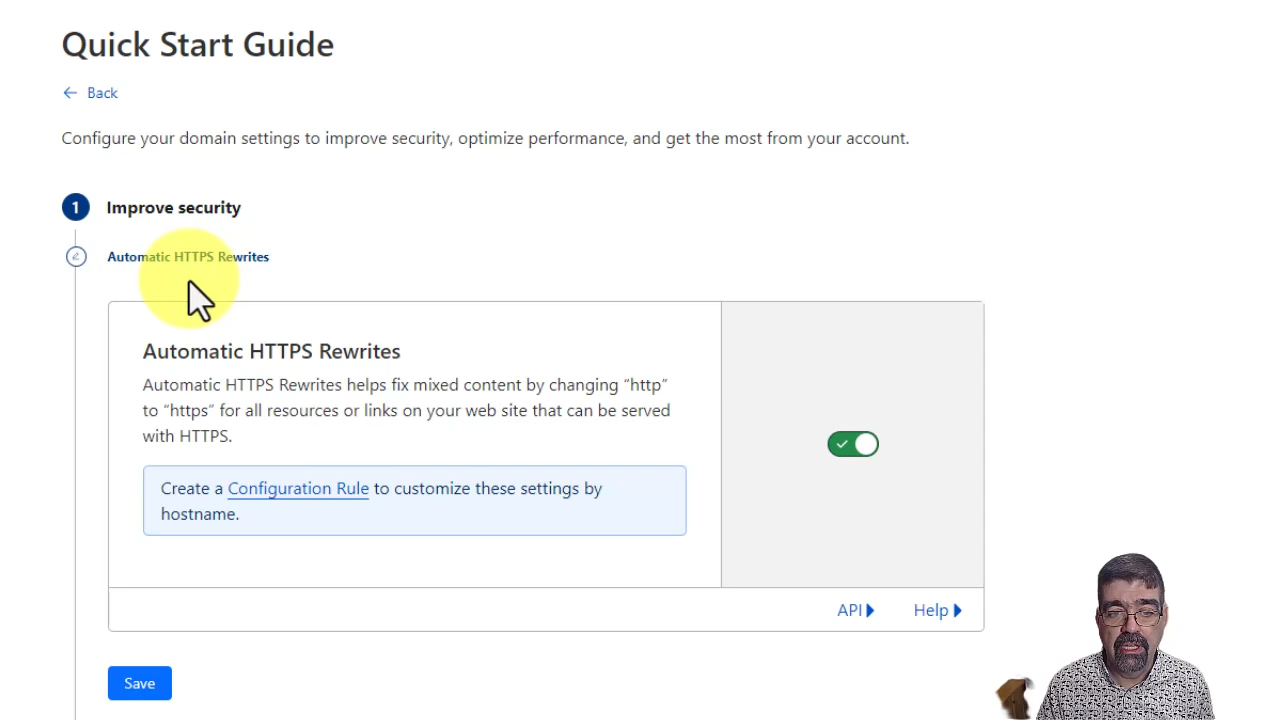 Quick Start Guide
Back
Configure your domain settings to improve security, optimize performance, and get the most from your account.
1 Improve security
Automatic HTTPS Rewrites
Automatic HTTPS Rewrites
Automatic HTTPS Rewrites helps fix mixed content by changing “http”
to “https” for all resources or links on your web site that can be served
with HTTPS.
Create a Configuration Rule to customize these settings by
hostname.
API Help
Save